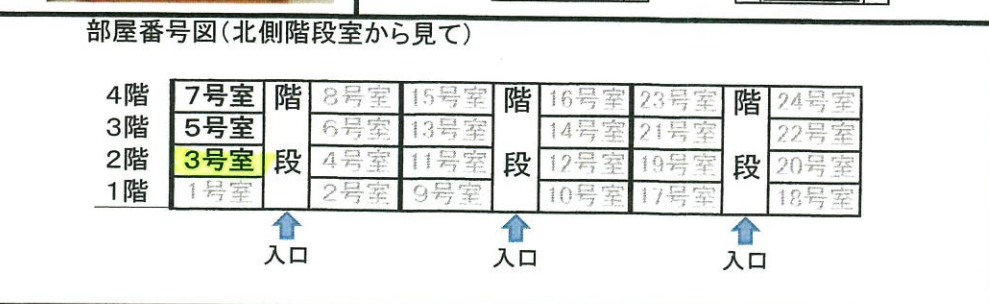 部屋番号図(北側階段室から見て)
4階 7号室 階 8号室 15号室 階 16号室 23号室 階 24号室
3階 5号室 6号室 13号室 14号室 21号室 22号室
2階 3号室 段 4号室 11号室 段 12号室 19号室 段 20号室
1階 1号室 2号室 9号室 10号室 17号室 18号室
入口 入口 入口